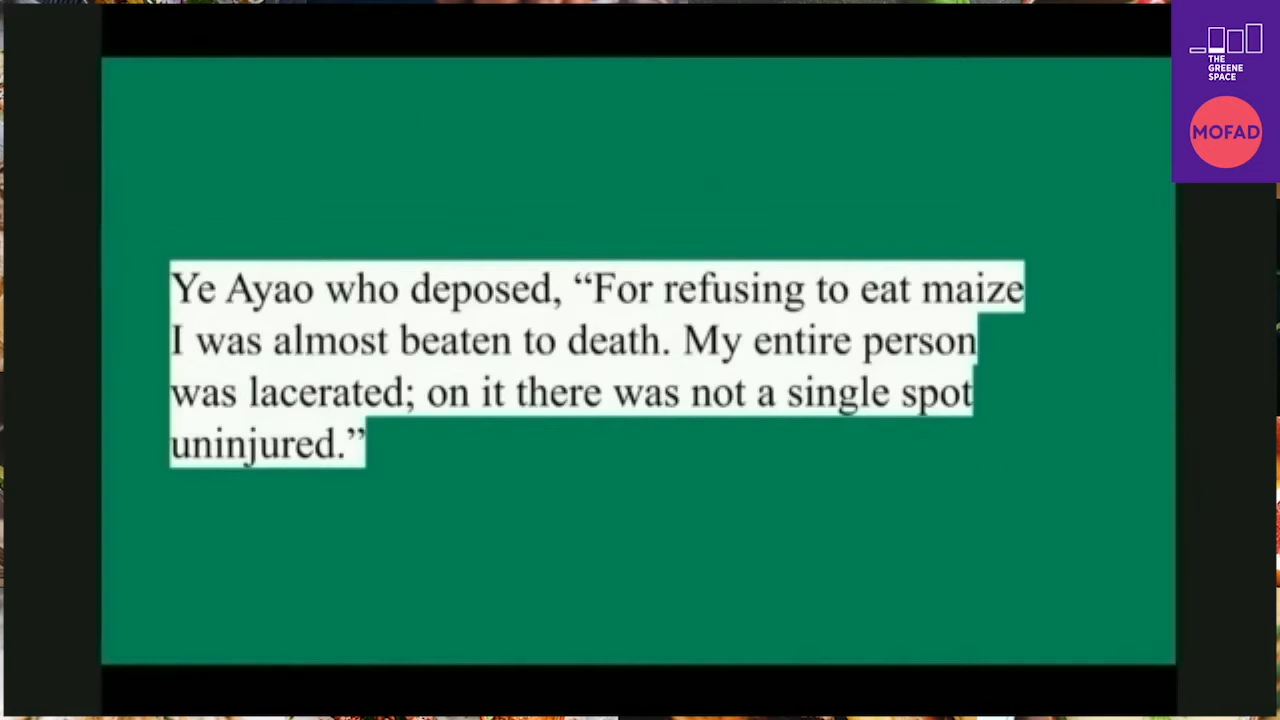 THE
GREENE
SPACE
MOFAD
Ye Ayao who deposed, “For refusing to eat maize
I was almost beaten to death. My entire person
was lacerated; on it there was not a single spot
uninjured.”